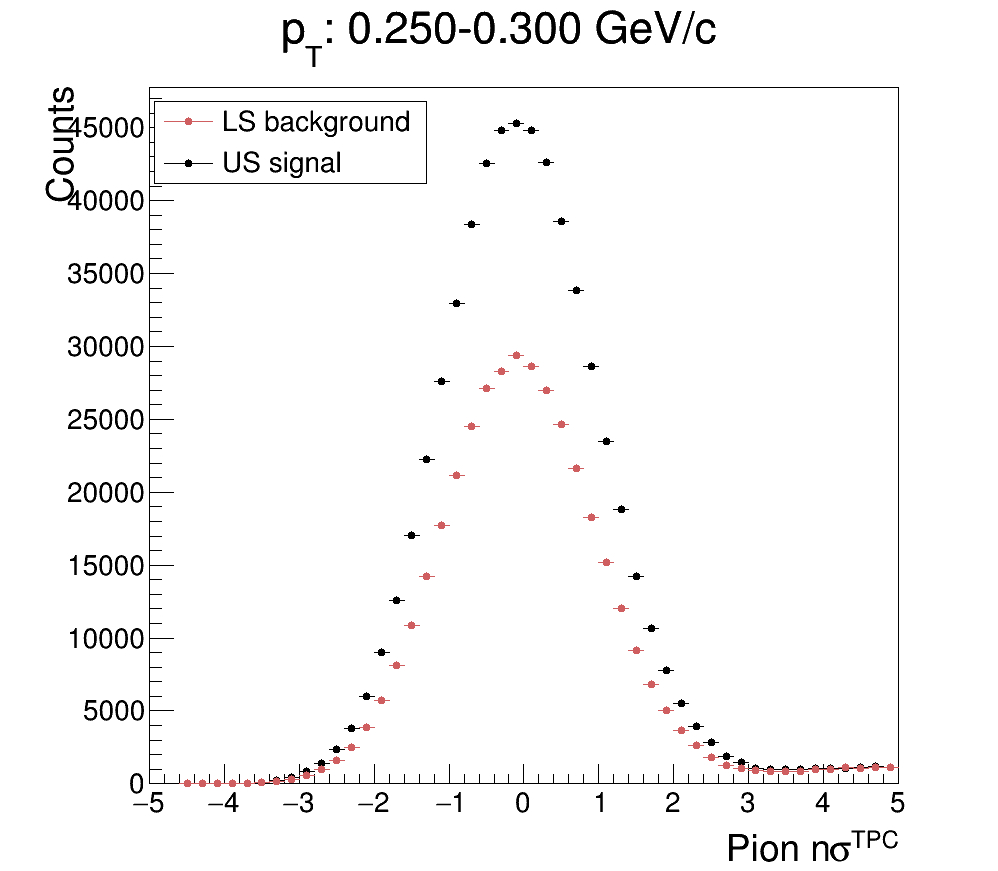 pT: 0.250-0.300 GeV/c
Counts
LS background
US signal
45000
40000
35000
30000
25000
20000
15000
10000
5000
0
−5 −4 −3 −2 −1 0 1 2 3 4 5
Pion nσTPC